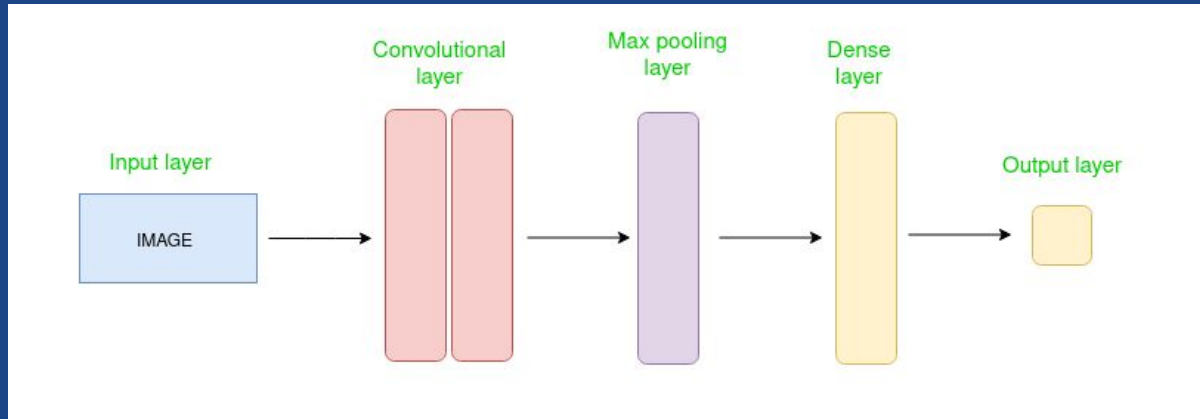 Input layer
IMAGE
Convolutional
layer
Max pooling
layer
Dense
layer
Output layer